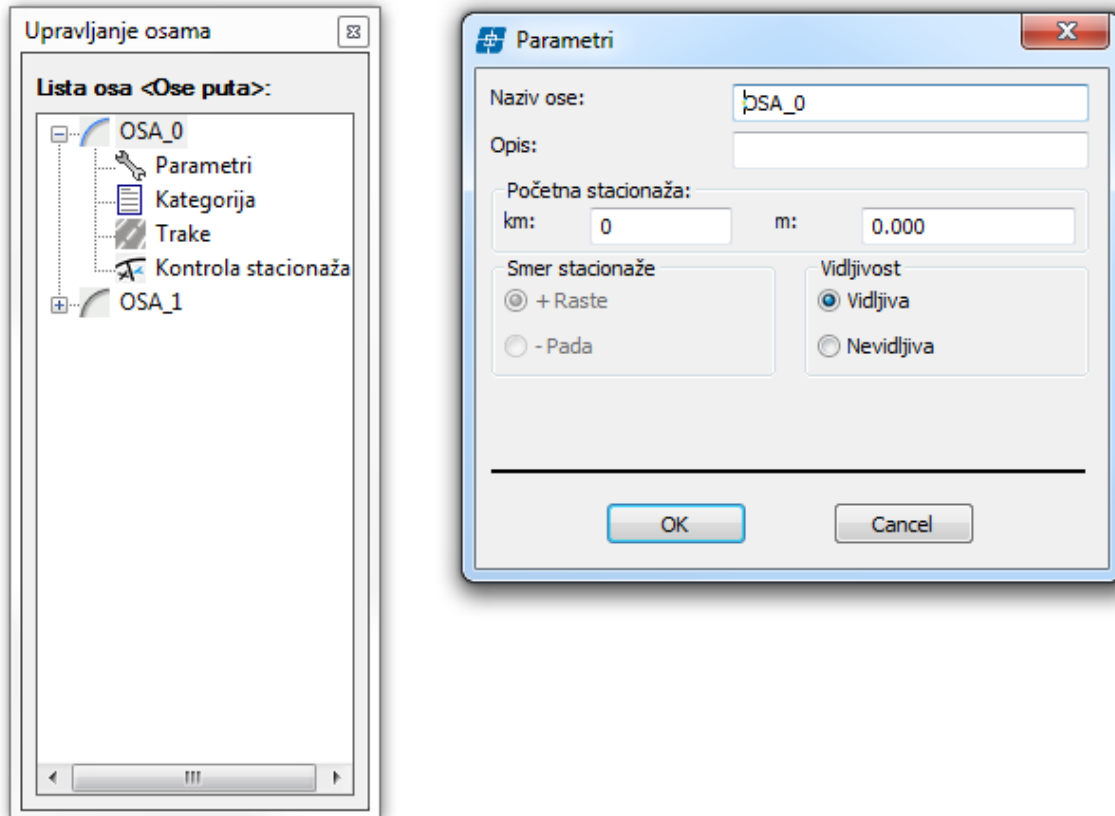 Upravljanje osama
Lista osa <Ose puta>:
OSA_0
Parametri
Kategorija
Trake
Kontrola stacionaža
OSA_1
Parametri
Naziv ose:
OSA_0
Opis:
Početna stacionaža:
km:
0
m:
0.000
Smer stacionaže
+ Raste
- Pada
Vidljivost
Vidljiva
Nevidljiva
OK
Cancel